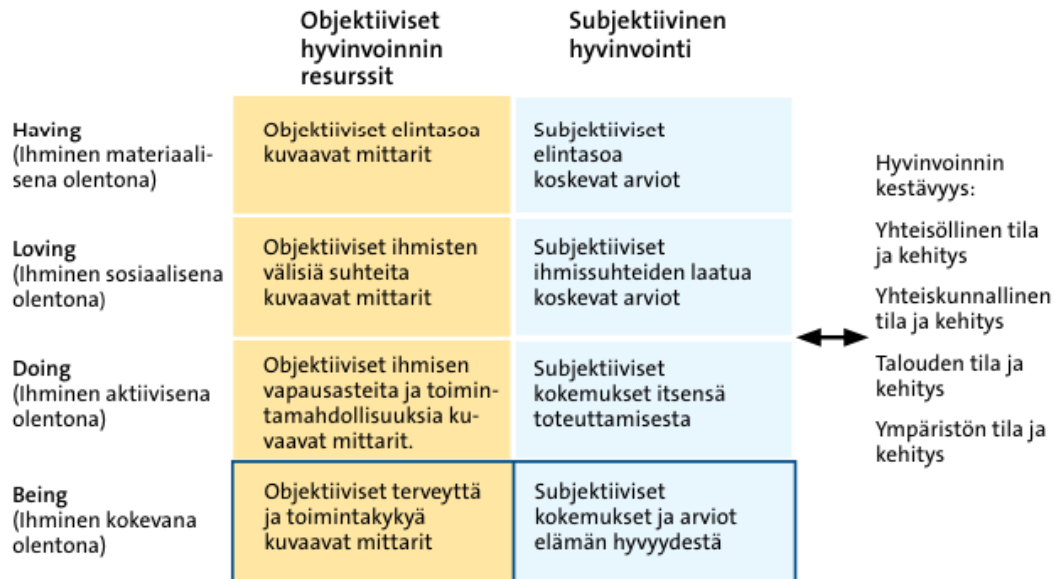 Objektiiviset
hyvinvoinnin
resurssit
Subjektiivinen
hyvinvointi
Having
(Ihminen materiaali-
sena olentona)
Objektiiviset elintasoa
kuvaavat mittarit
Subjektiiviset
elintasoa
koskevat arviot
Loving
(Ihminen sosiaalisena
olentona)
Objektiiviset ihmisten
välisiä suhteita
kuvaavat mittarit
Subjektiiviset
ihmissuhteiden laatua
koskevat arviot
Doing
(Ihminen aktiivisena
olentona)
Objektiiviset ihmisen
vapausasteita ja toimin-
tamahdollisuuksia ku-
vaavat mittarit.
Subjektiiviset
kokemukset itsensä
toteuttamisesta
Being
(Ihminen kokevana
olentona)
Objektiiviset terveyttä
ja toimintakykyä
kuvaavat mittarit
Subjektiiviset
kokemukset ja arviot
elämän hyvyydestä
Hyvinvoinnin
kestävyys:
Yhteisöllinen tila
ja kehitys
Yhteiskunnallinen
tila ja kehitys
Talouden tila ja
kehitys
Ympäristön tila ja
kehitys